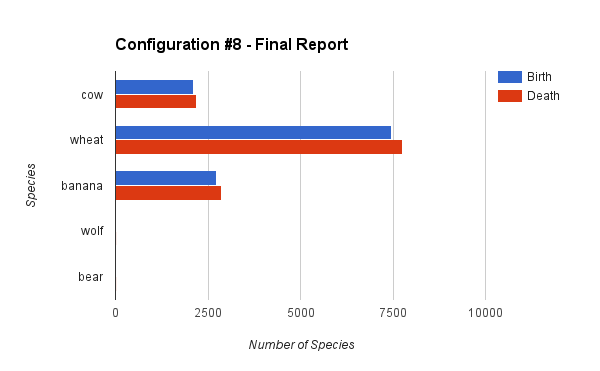 Configuration #8 - Final Report
Birth
Death
cow
wheat
banana
wolf
bear
Species
0 2500 5000 7500 10000
Number of Species